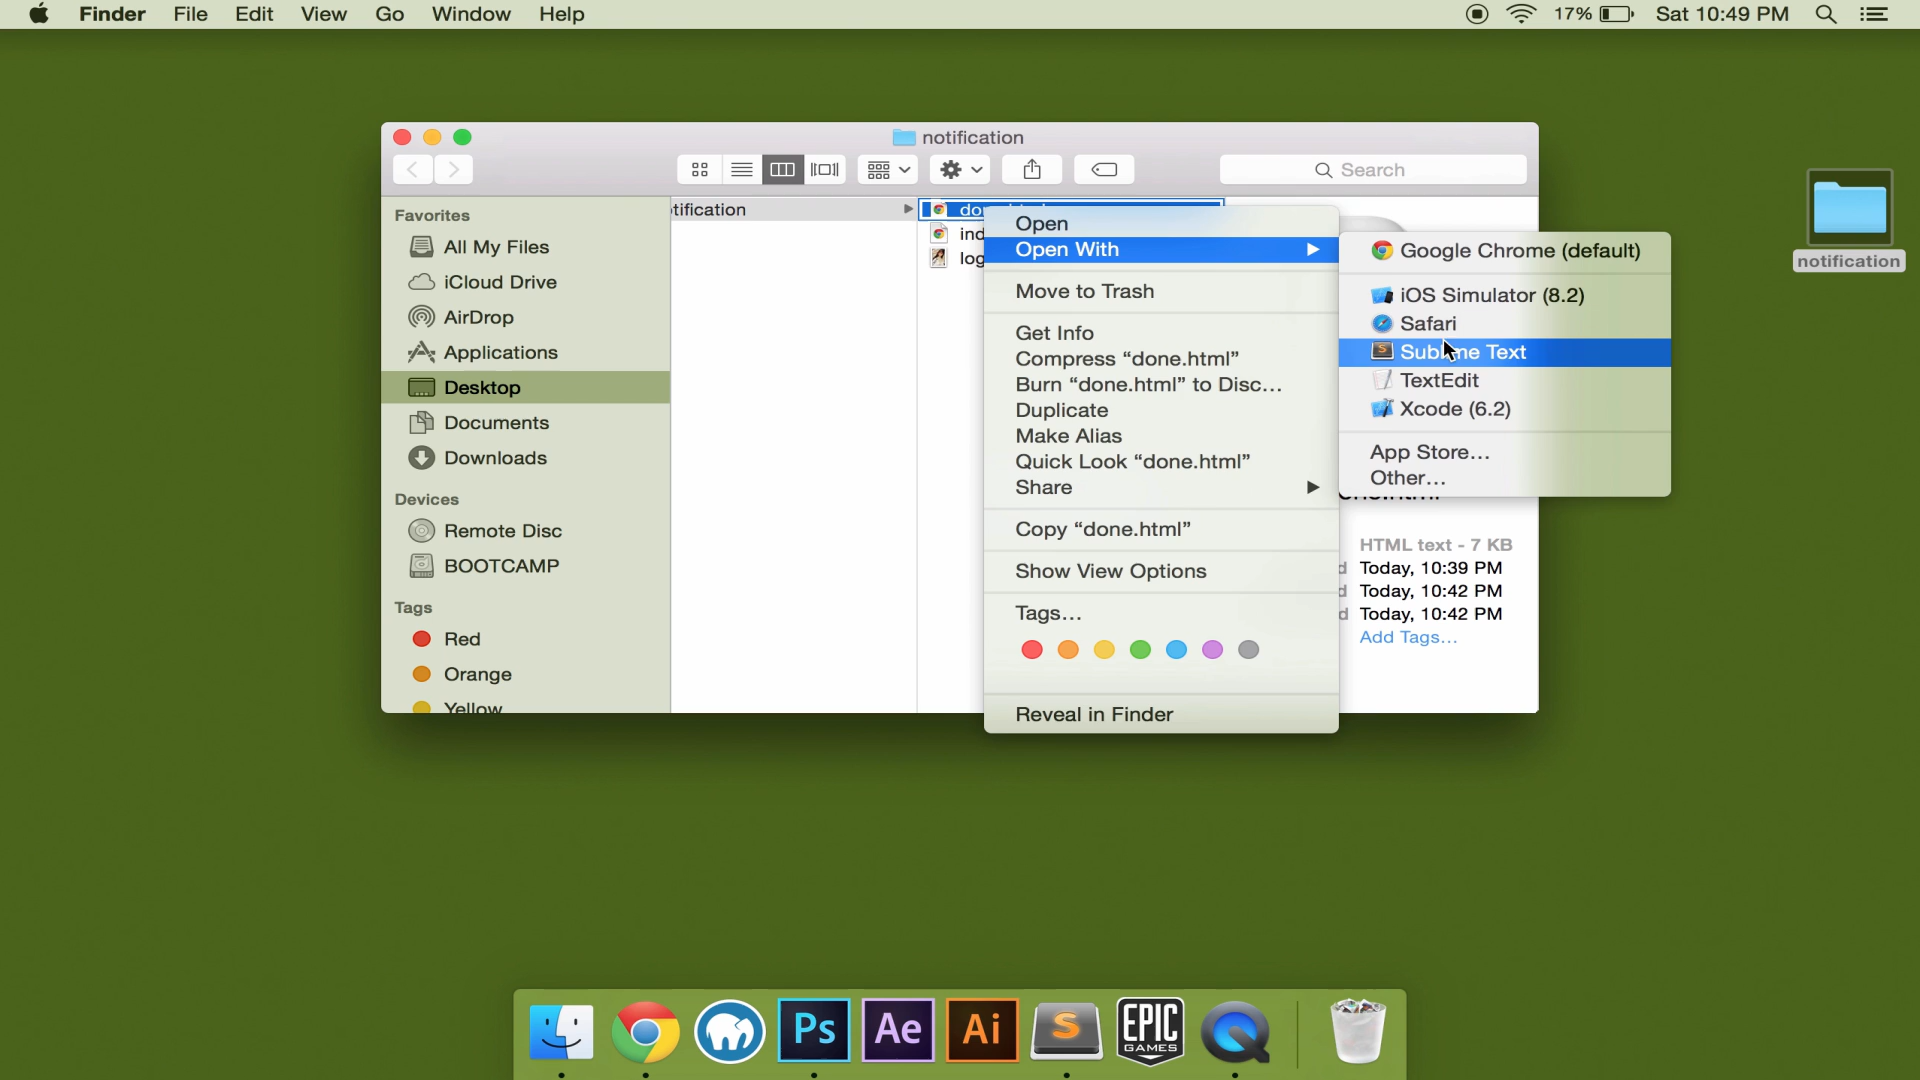 Finder File Edit View Go Window Help
17% Sat 10:49 PM
notification
Search
Favorites
All My Files
iCloud Drive
AirDrop
Applications
Desktop
Documents
Downloads
Devices
Remote Disc
BOOTCAMP
Tags
Red
Orange
Yellow
tification
ind
log
Open
Open With
Move to Trash
Get Info
Compress “done.html”
Burn “done.html” to Disc...
Duplicate
Make Alias
Quick Look “done.html”
Share
Copy “done.html”
Show View Options
Tags...
Reveal in Finder
Google Chrome (default)
iOS Simulator (8.2)
Safari
Sublime Text
TextEdit
Xcode (6.2)
App Store...
Other...
HTML text - 7 KB
d Today, 10:39 PM
d Today, 10:42 PM
d Today, 10:42 PM
Add Tags...
notification
Ps
Ae
Ai
S
EPIC
GAMES